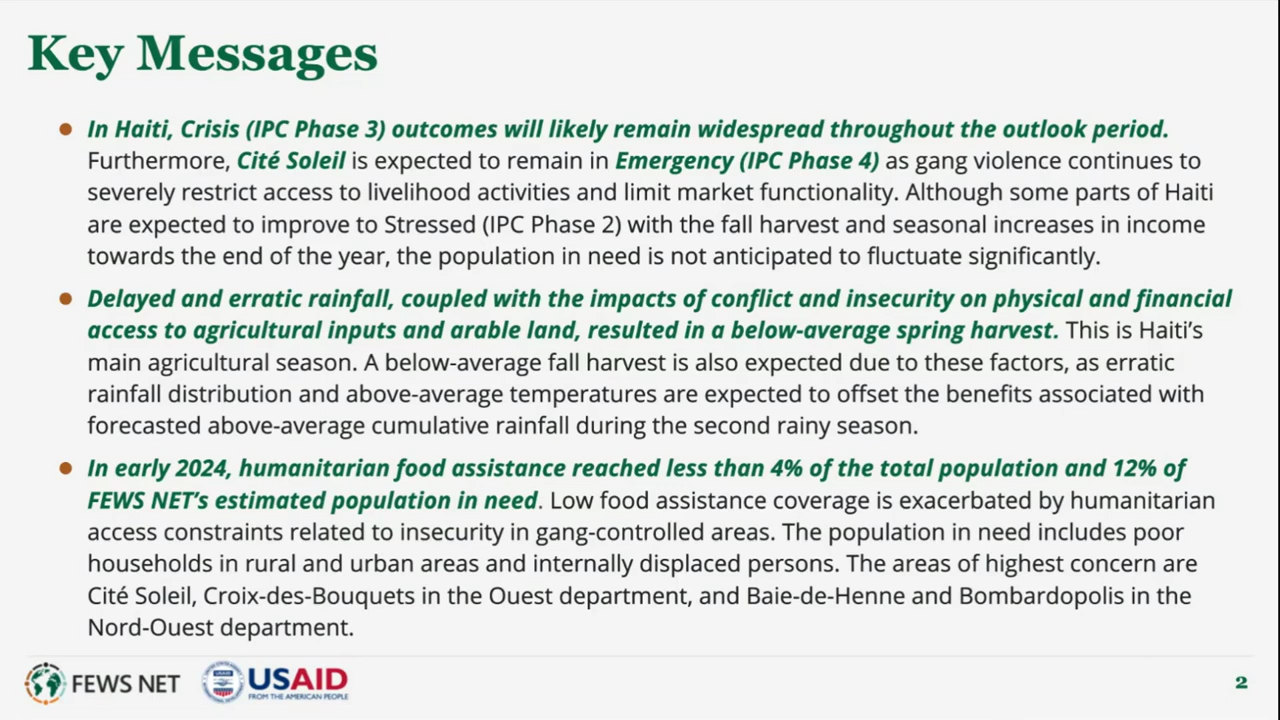 Key Messages
In Haiti, Crisis (IPC Phase 3) outcomes will likely remain widespread throughout the outlook period.
Furthermore, Cité Soleil is expected to remain in Emergency (IPC Phase 4) as gang violence continues to
severely restrict access to livelihood activities and limit market functionality. Although some parts of Haiti
are expected to improve to Stressed (IPC Phase 2) with the fall harvest and seasonal increases in income
towards the end of the year, the population in need is not anticipated to fluctuate significantly.
Delayed and erratic rainfall, coupled with the impacts of conflict and insecurity on physical and financial
access to agricultural inputs and arable land, resulted in a below-average spring harvest. This is Haiti's
main agricultural season. A below-average fall harvest is also expected due to these factors, as erratic
rainfall distribution and above-average temperatures are expected to offset the benefits associated with
forecasted above-average cumulative rainfall during the second rainy season.
In early 2024, humanitarian food assistance reached less than 4% of the total population and 12% of
FEWS NET's estimated population in need. Low food assistance coverage is exacerbated by humanitarian
access constraints related to insecurity in gang-controlled areas. The population in need includes poor
households in rural and urban areas and internally displaced persons. The areas of highest concern are
Cité Soleil, Croix-des-Bouquets in the Ouest department, and Baie-de-Henne and Bombardopolis in the
Nord-Ouest department.
FEWS NET
USAID
FROM THE AMERICAN PEOPLE
2